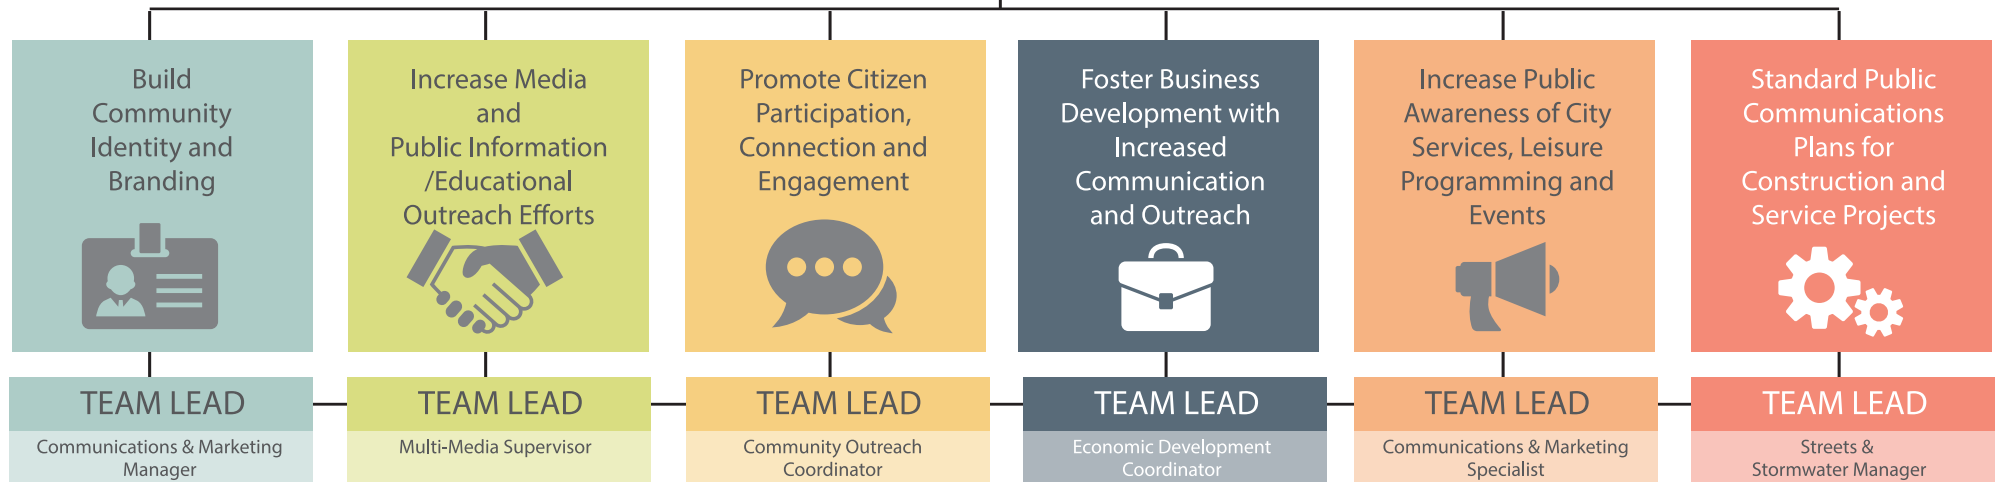 Build
Community
Identity and
Branding
Increase Media
and
Public Information
/Educational
Outreach Efforts
Promote Citizen
Participation,
Connection and
Engagement
Foster Business
Development with
Increased
Communication
and Outreach
Increase Public
Awareness of City
Services, Leisure
Programming and
Events
Standard Public
Communications
Plans for
Construction and
Service Projects
TEAM LEAD
Communications & Marketing
Manager
TEAM LEAD
Multi-Media Supervisor
TEAM LEAD
Community Outreach
Coordinator
TEAM LEAD
Economic Development
Coordinator
TEAM LEAD
Communications & Marketing
Specialist
TEAM LEAD
Streets &
Stormwater Manager